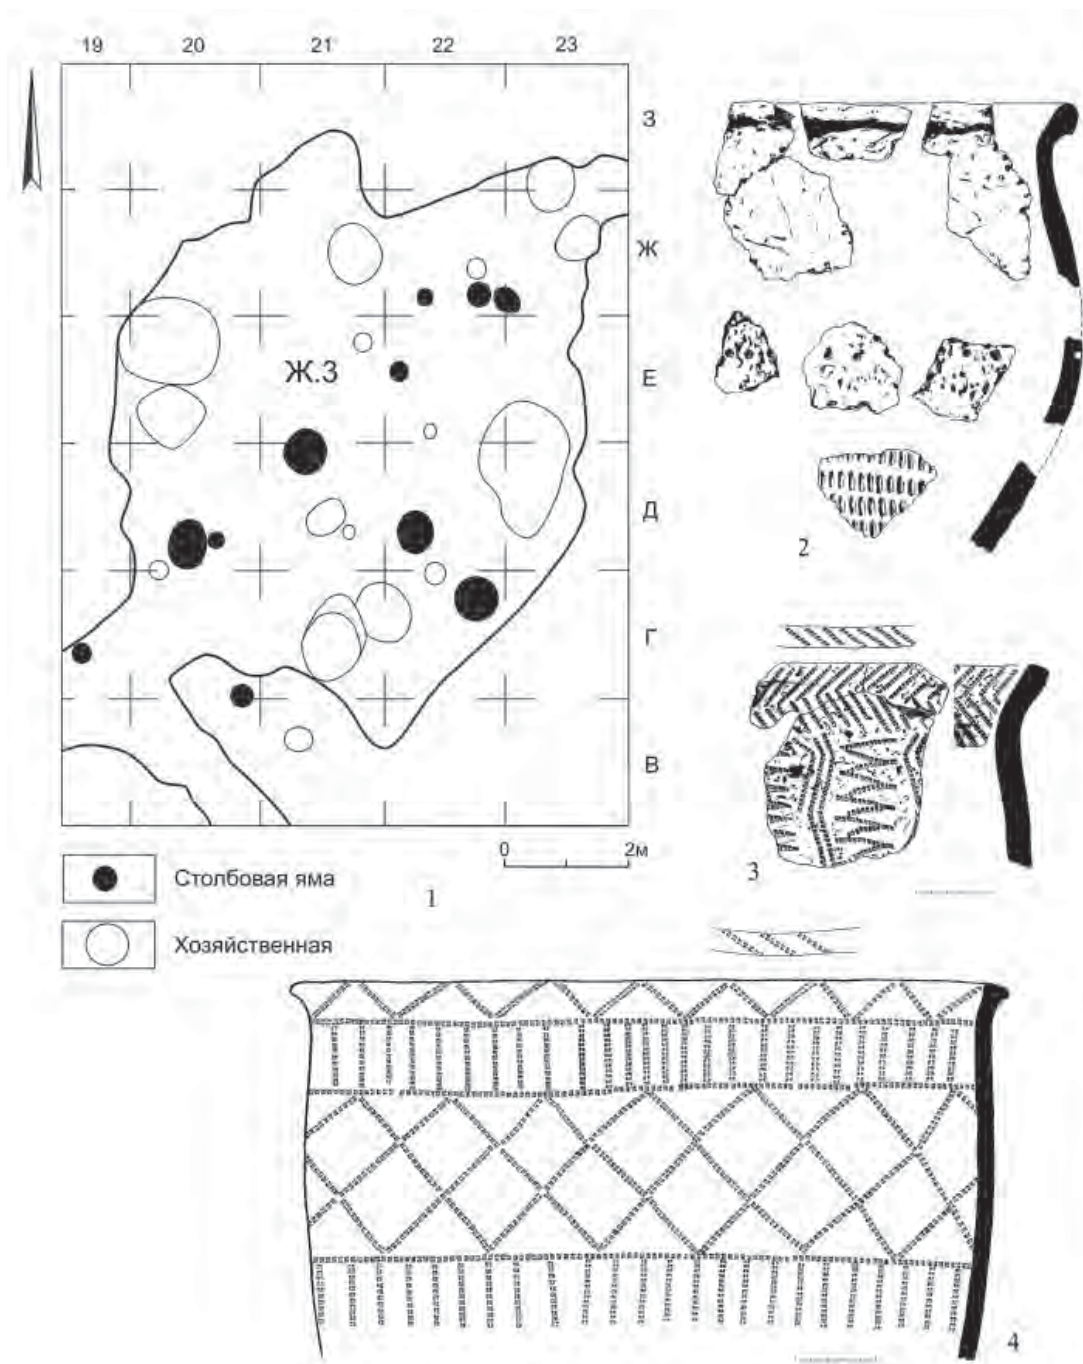 19 20 21 22 23
З
Ж
Е
Ж.3
Д
2
Г
3
В
0 2м
Столбовая яма
1
Хозяйственная
4